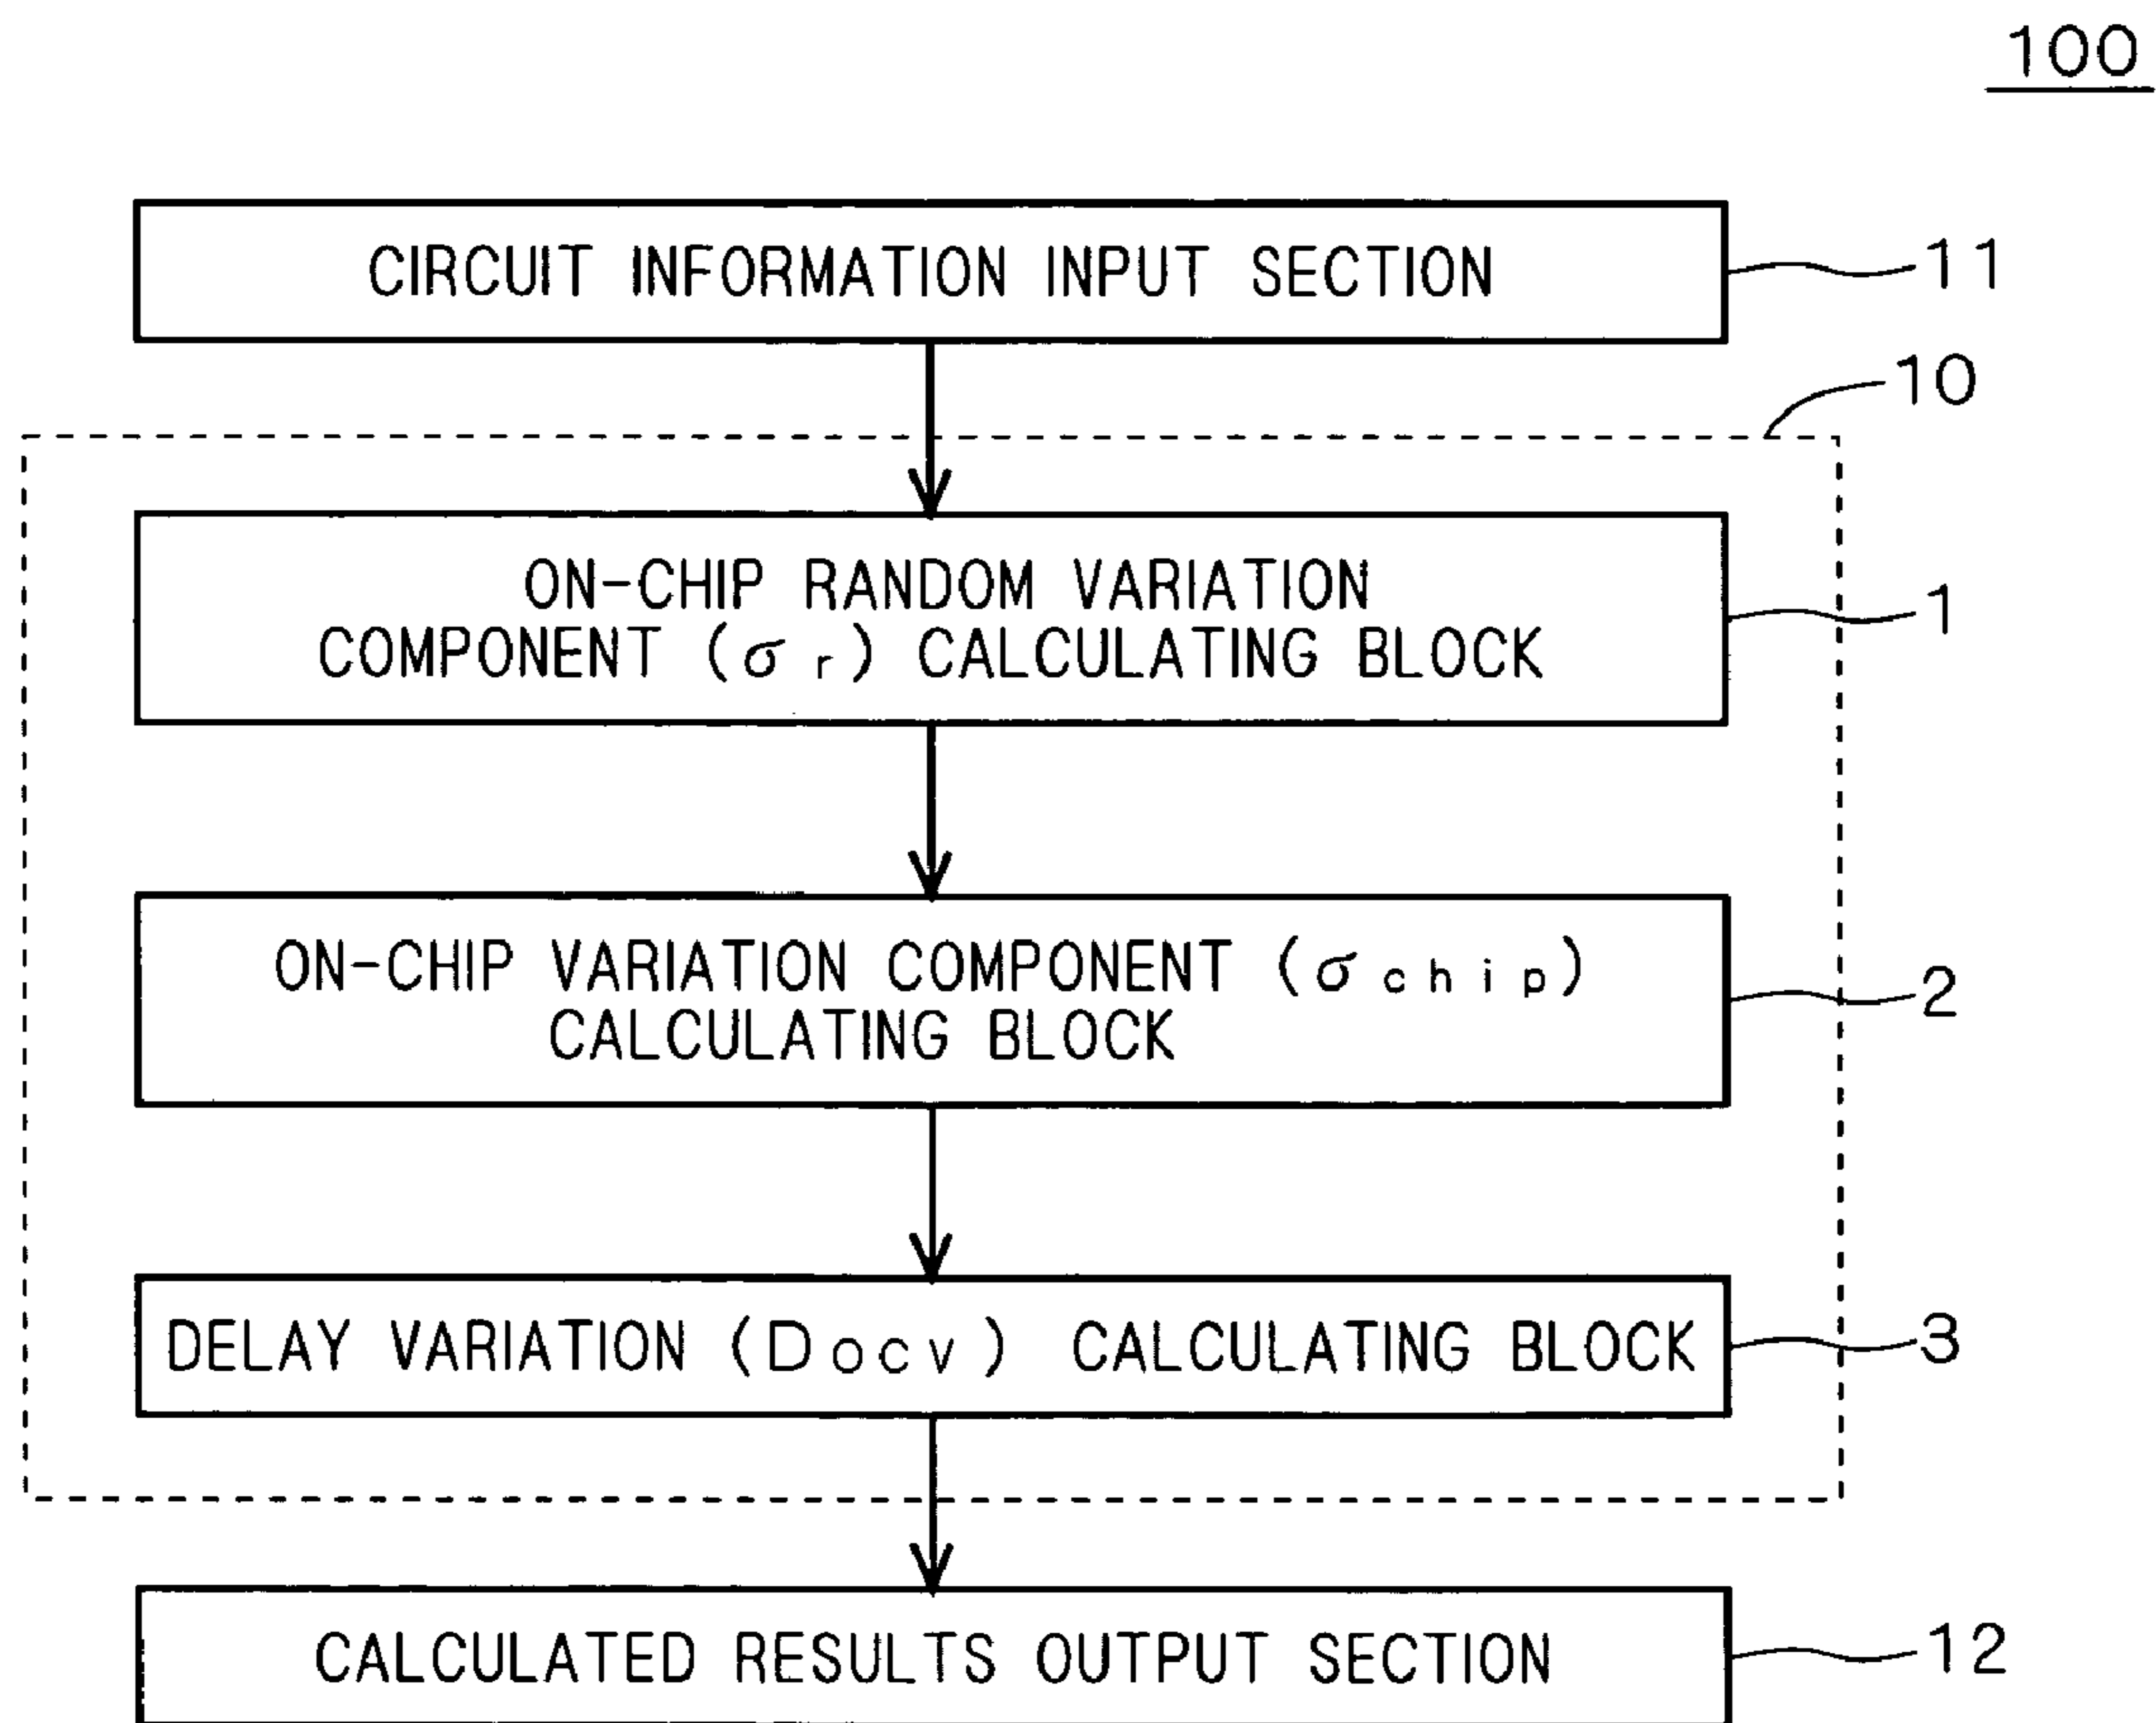 100
CIRCUIT INFORMATION INPUT SECTION
11
10
ON-CHIP RANDOM VARIATION
COMPONENT (σr) CALCULATING BLOCK
1
ON-CHIP VARIATION COMPONENT (σchip)
CALCULATING BLOCK
2
DELAY VARIATION (DOCV) CALCULATING BLOCK
3
CALCULATED RESULTS OUTPUT SECTION
12